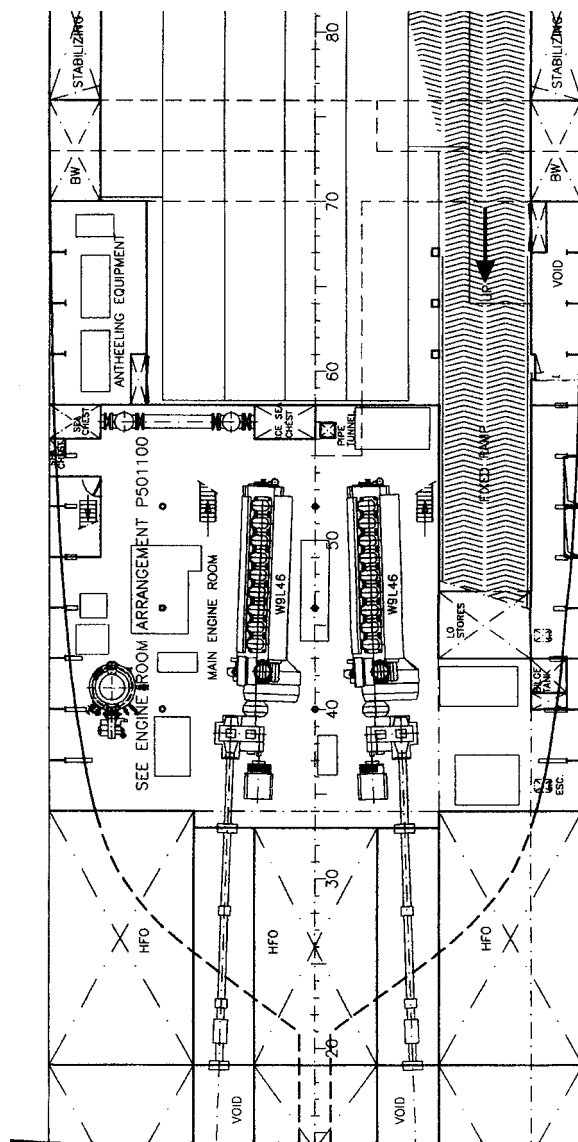 STABILIZING
80
STABILIZING
BW
BW
70
ANTHEELING EQUIPMENT
UP
VOID
60
SEA
CHEST
ICE SEA
CHEST
PIPE
TUNNEL
FIXED RAMP
SEE ENGINE ROOM ARRANGEMENT P501100
MAIN ENGINE ROOM
50
W9L46
W9L46
LO
STORES
BILGE
TANK
40
ESC.
30
HFO
HFO
HFO
20
VOID
VOID